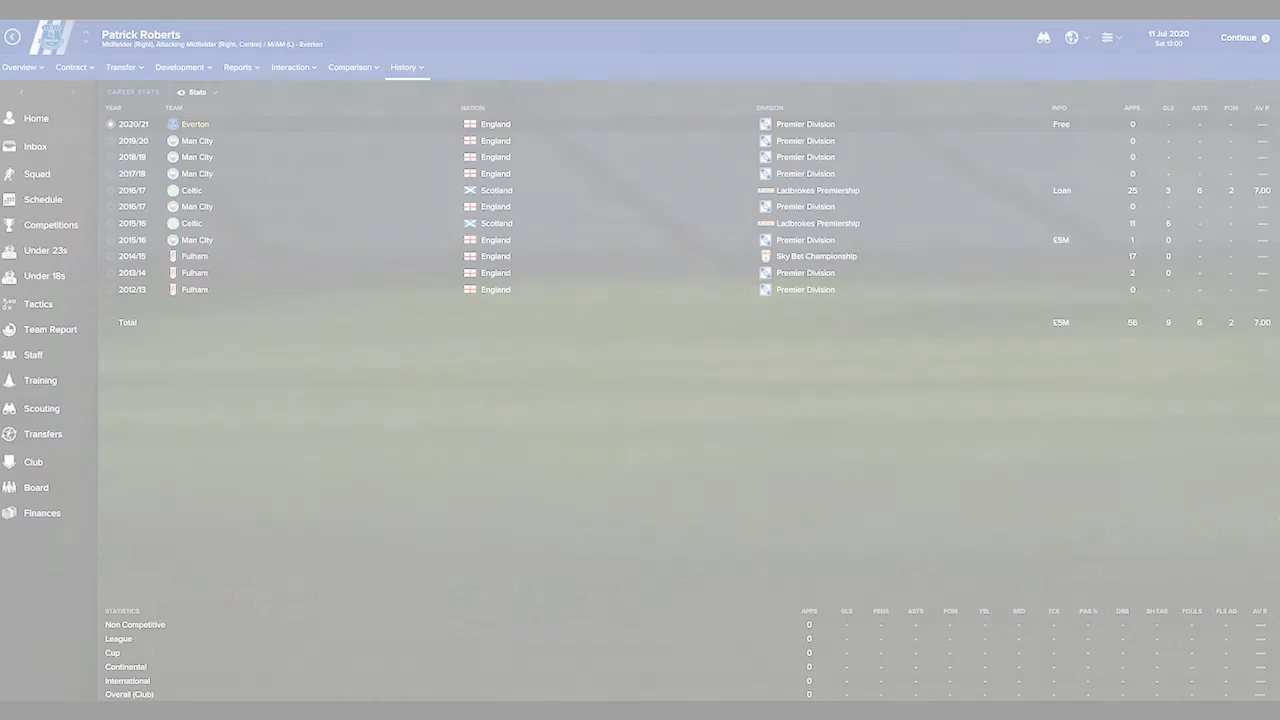 Patrick Roberts
Midfielder (Right), Attacking Midfielder (Right, Centre) / M/AM (L) - Everton
11 Jul 2020
Sat 13:00
Continue
Overview Contract Transfer Development Reports Interaction Comparison History
CAREER STATS Stats
YEAR TEAM NATION DIVISION INFO APPS GLS ASTS POM AV R
2020/21 Everton England Premier Division Free 0 - - - ----
2019/20 Man City England Premier Division 0 - - - ----
2018/19 Man City England Premier Division 0 - - - ----
2017/18 Man City England Premier Division 0 - - - ----
2016/17 Celtic Scotland Ladbrokes Premiership Loan 25 3 6 2 7.00
2016/17 Man City England Premier Division 0 - - - ----
2015/16 Celtic Scotland Ladbrokes Premiership 11 6 - - ----
2015/16 Man City England Premier Division £5M 1 0 - - ----
2014/15 Fulham England Sky Bet Championship 17 0 - - ----
2013/14 Fulham England Premier Division 2 0 - - ----
2012/13 Fulham England Premier Division 0 - - - ----
Total £5M 56 9 6 2 7.00
Home
Inbox
Squad
Schedule
Competitions
Under 23s
Under 18s
Tactics
Team Report
Staff
Training
Scouting
Transfers
Club
Board
Finances
STATISTICS APPS GLS PENS ASTS POM YEL RED TCK PAS % DRB SH TAR FOULS FLS AG AV R
Non Competitive 0 - - - - - - - - - - - - ----
League 0 - - - - - - - - - - - - ----
Cup 0 - - - - - - - - - - - - ----
Continental 0 - - - - - - - - - - - - ----
International 0 - - - - - - - - - - - - ----
Overall (Club) 0 - - - - - - - - - - - - ----